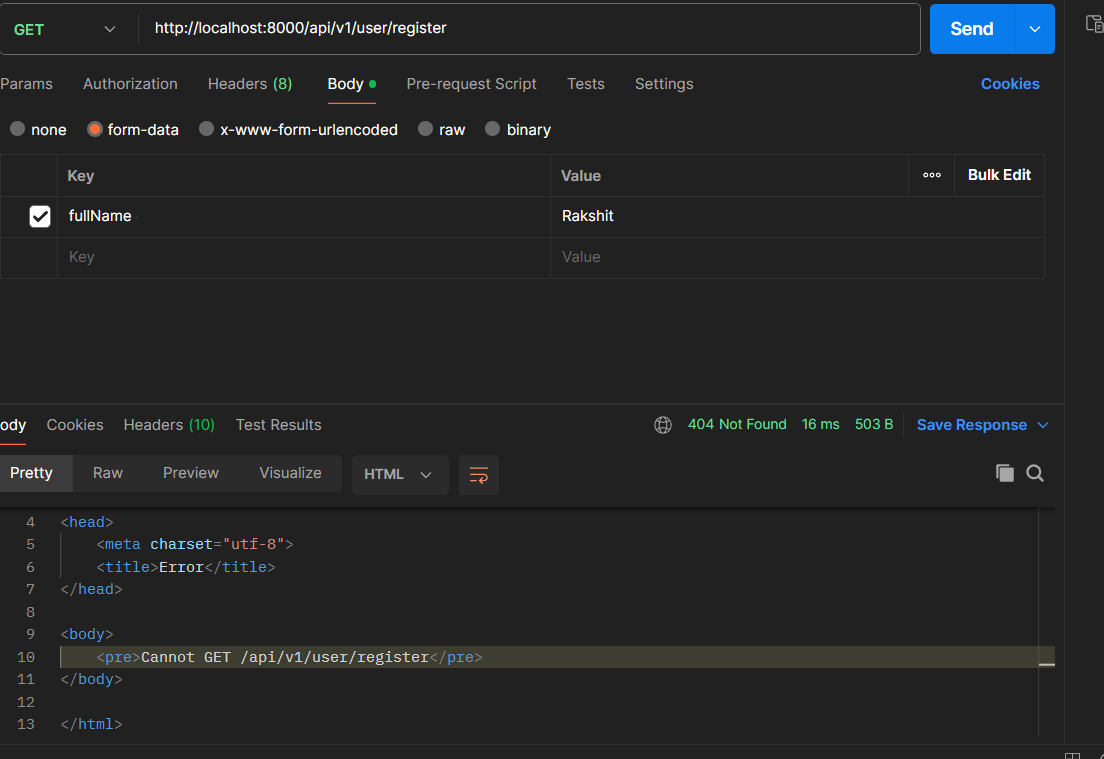 GET http://localhost:8000/api/v1/user/register Send
Params Authorization Headers (8) Body Pre-request Script Tests Settings Cookies
none form-data x-www-form-urlencoded raw binary
Key Value Bulk Edit
fullName Rakshit
Key Value
ody Cookies Headers (10) Test Results 404 Not Found 16 ms 503 B Save Response
Pretty Raw Preview Visualize HTML
4 <head>
5 <meta charset="utf-8">
6 <title>Error</title>
7 </head>
8
9 <body>
10 <pre>Cannot GET /api/v1/user/register</pre>
11 </body>
12
13 </html>